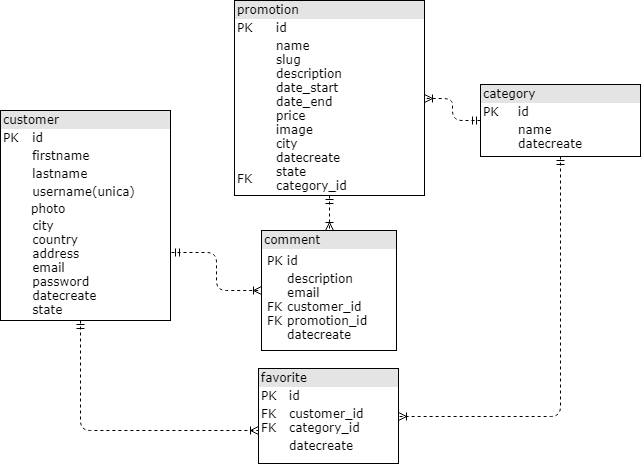 promotion
PK id
name
slug
description
date_start
date_end
price
image
city
datecreate
state
FK
category_id
category
PK id
name
datecreate
customer
PK id
firstname
lastname
username(unica)
photo
city
country
address
email
password
datecreate
state
comment
PK id
description
email
FK customer_id
FK promotion_id
datecreate
favorite
PK id
FK customer_id
FK category_id
datecreate